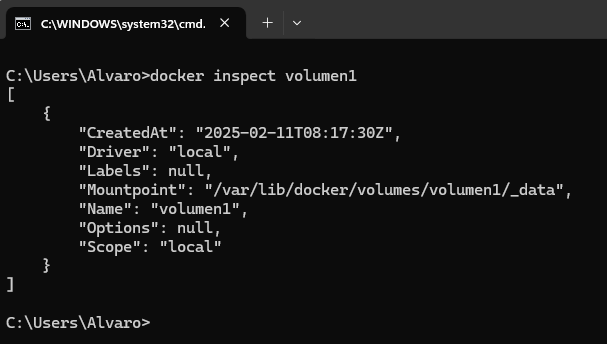 C:\WINDOWS\system32\cmd.
C:\Users\Alvaro>docker inspect volumen1
[
    {
        "CreatedAt": "2025-02-11T08:17:30Z",
        "Driver": "local",
        "Labels": null,
        "Mountpoint": "/var/lib/docker/volumes/volumen1/_data",
        "Name": "volumen1",
        "Options": null,
        "Scope": "local"
    }
]
C:\Users\Alvaro>